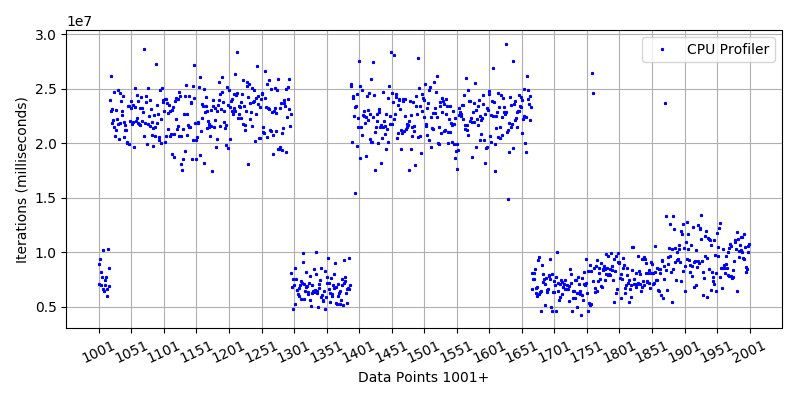 1e7
CPU Profiler
3.0
2.5
2.0
1.5
1.0
0.5
Iterations (milliseconds)
1001 1051 1101 1151 1201 1251 1301 1351 1401 1451 1501 1551 1601 1651 1701 1751 1801 1851 1901 1951 2001
Data Points 1001+